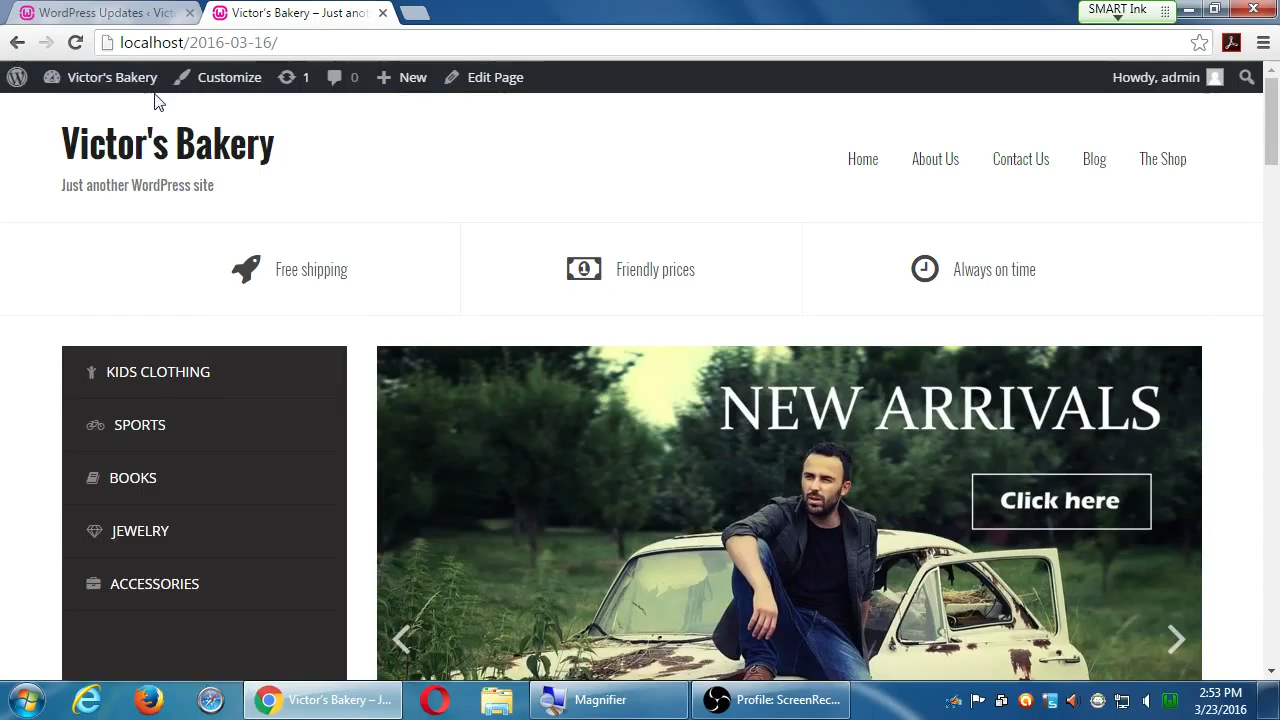 WordPress Updates ‹ Victo
Victor's Bakery – Just anot
SMART Ink
localhost/2016-03-16/
Victor's Bakery
Customize
1
0
New
Edit Page
Howdy, admin
Victor's Bakery
Just another WordPress site
Home
About Us
Contact Us
Blog
The Shop
Free shipping
1
Friendly prices
Always on time
KIDS CLOTHING
SPORTS
BOOKS
JEWELRY
ACCESSORIES
NEW ARRIVALS
Click here
Victor's Bakery – J...
Magnifier
Profile: ScreenRec...
2:53 PM
3/23/2016